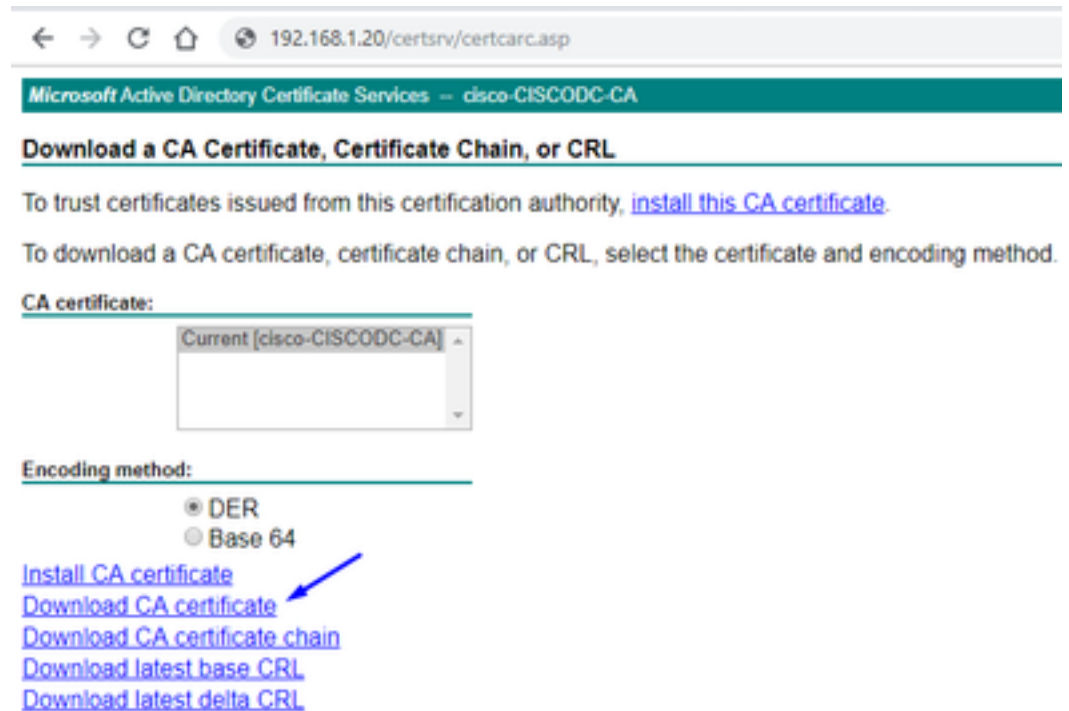 192.168.1.20/certsrv/certcarc.asp
Microsoft Active Directory Certificate Services -- cisco-CISCODC-CA
Download a CA Certificate, Certificate Chain, or CRL
To trust certificates issued from this certification authority, install this CA certificate.
To download a CA certificate, certificate chain, or CRL, select the certificate and encoding method.
CA certificate:
Current [cisco-CISCODC-CA]
Encoding method:
DER
Base 64
Install CA certificate
Download CA certificate
Download CA certificate chain
Download latest base CRL
Download latest delta CRL